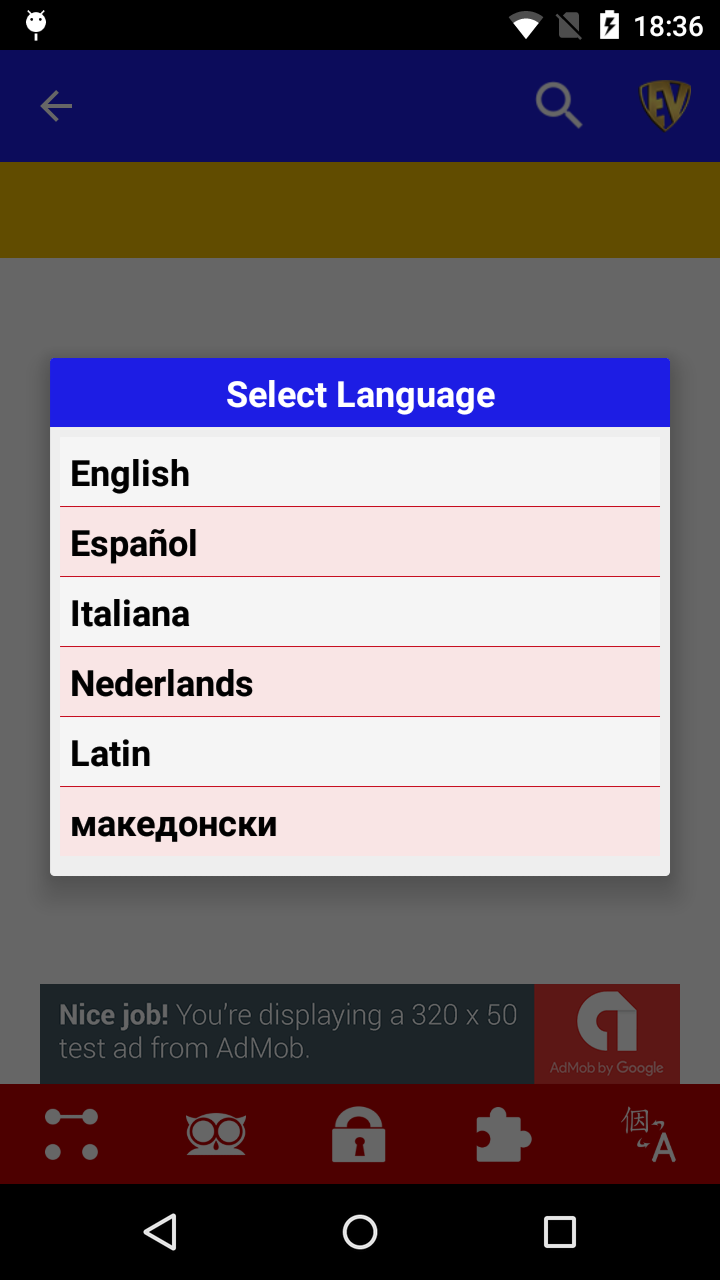 18:36
EV
Select Language
English
Español
Italiana
Nederlands
Latin
македонски
Nice job! You're displaying a 320 x 50
test ad from AdMob.
AdMob by Google
個
A